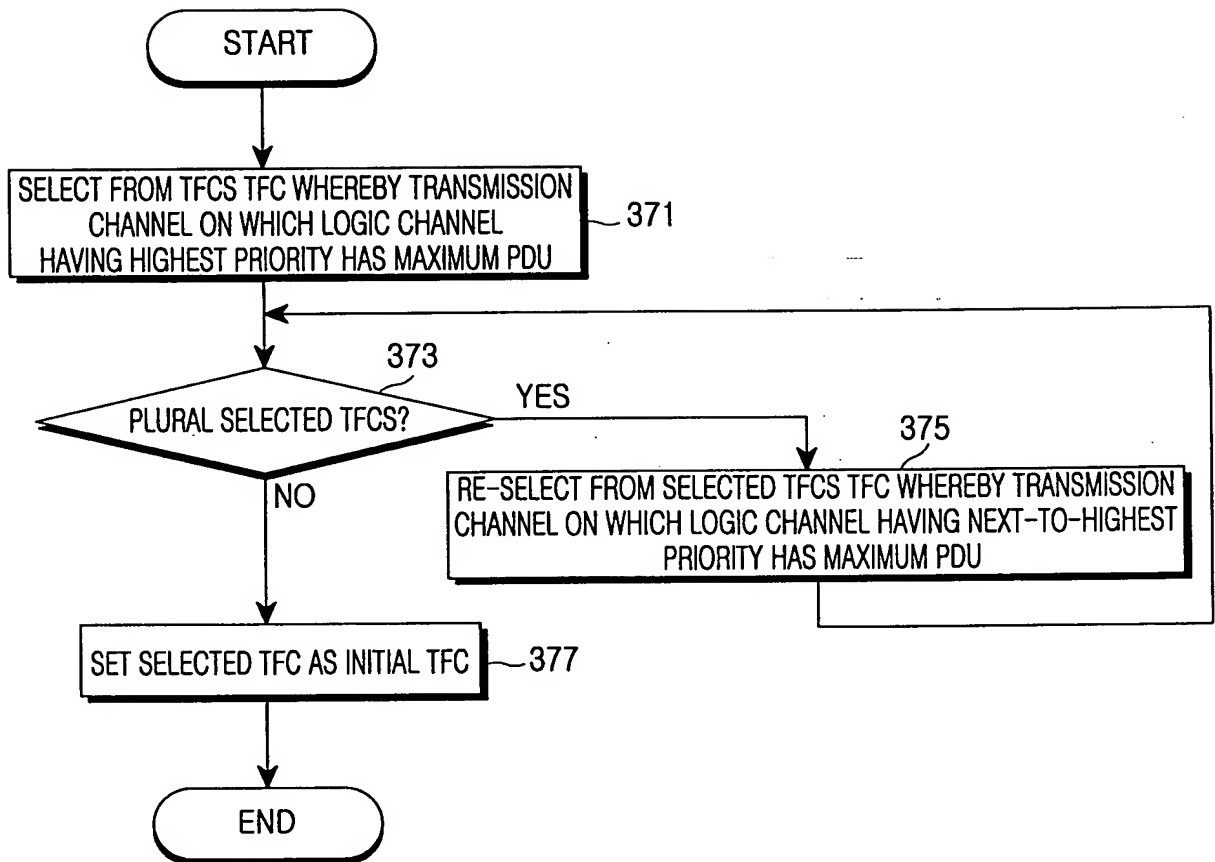 START
SELECT FROM TFCS TFC WHEREBY TRANSMISSION
CHANNEL ON WHICH LOGIC CHANNEL
HAVING HIGHEST PRIORITY HAS MAXIMUM PDU
371
373
PLURAL SELECTED TFCS?
YES
375
RE-SELECT FROM SELECTED TFCS TFC WHEREBY TRANSMISSION
CHANNEL ON WHICH LOGIC CHANNEL HAVING NEXT-TO-HIGHEST
PRIORITY HAS MAXIMUM PDU
NO
SET SELECTED TFC AS INITIAL TFC
377
END